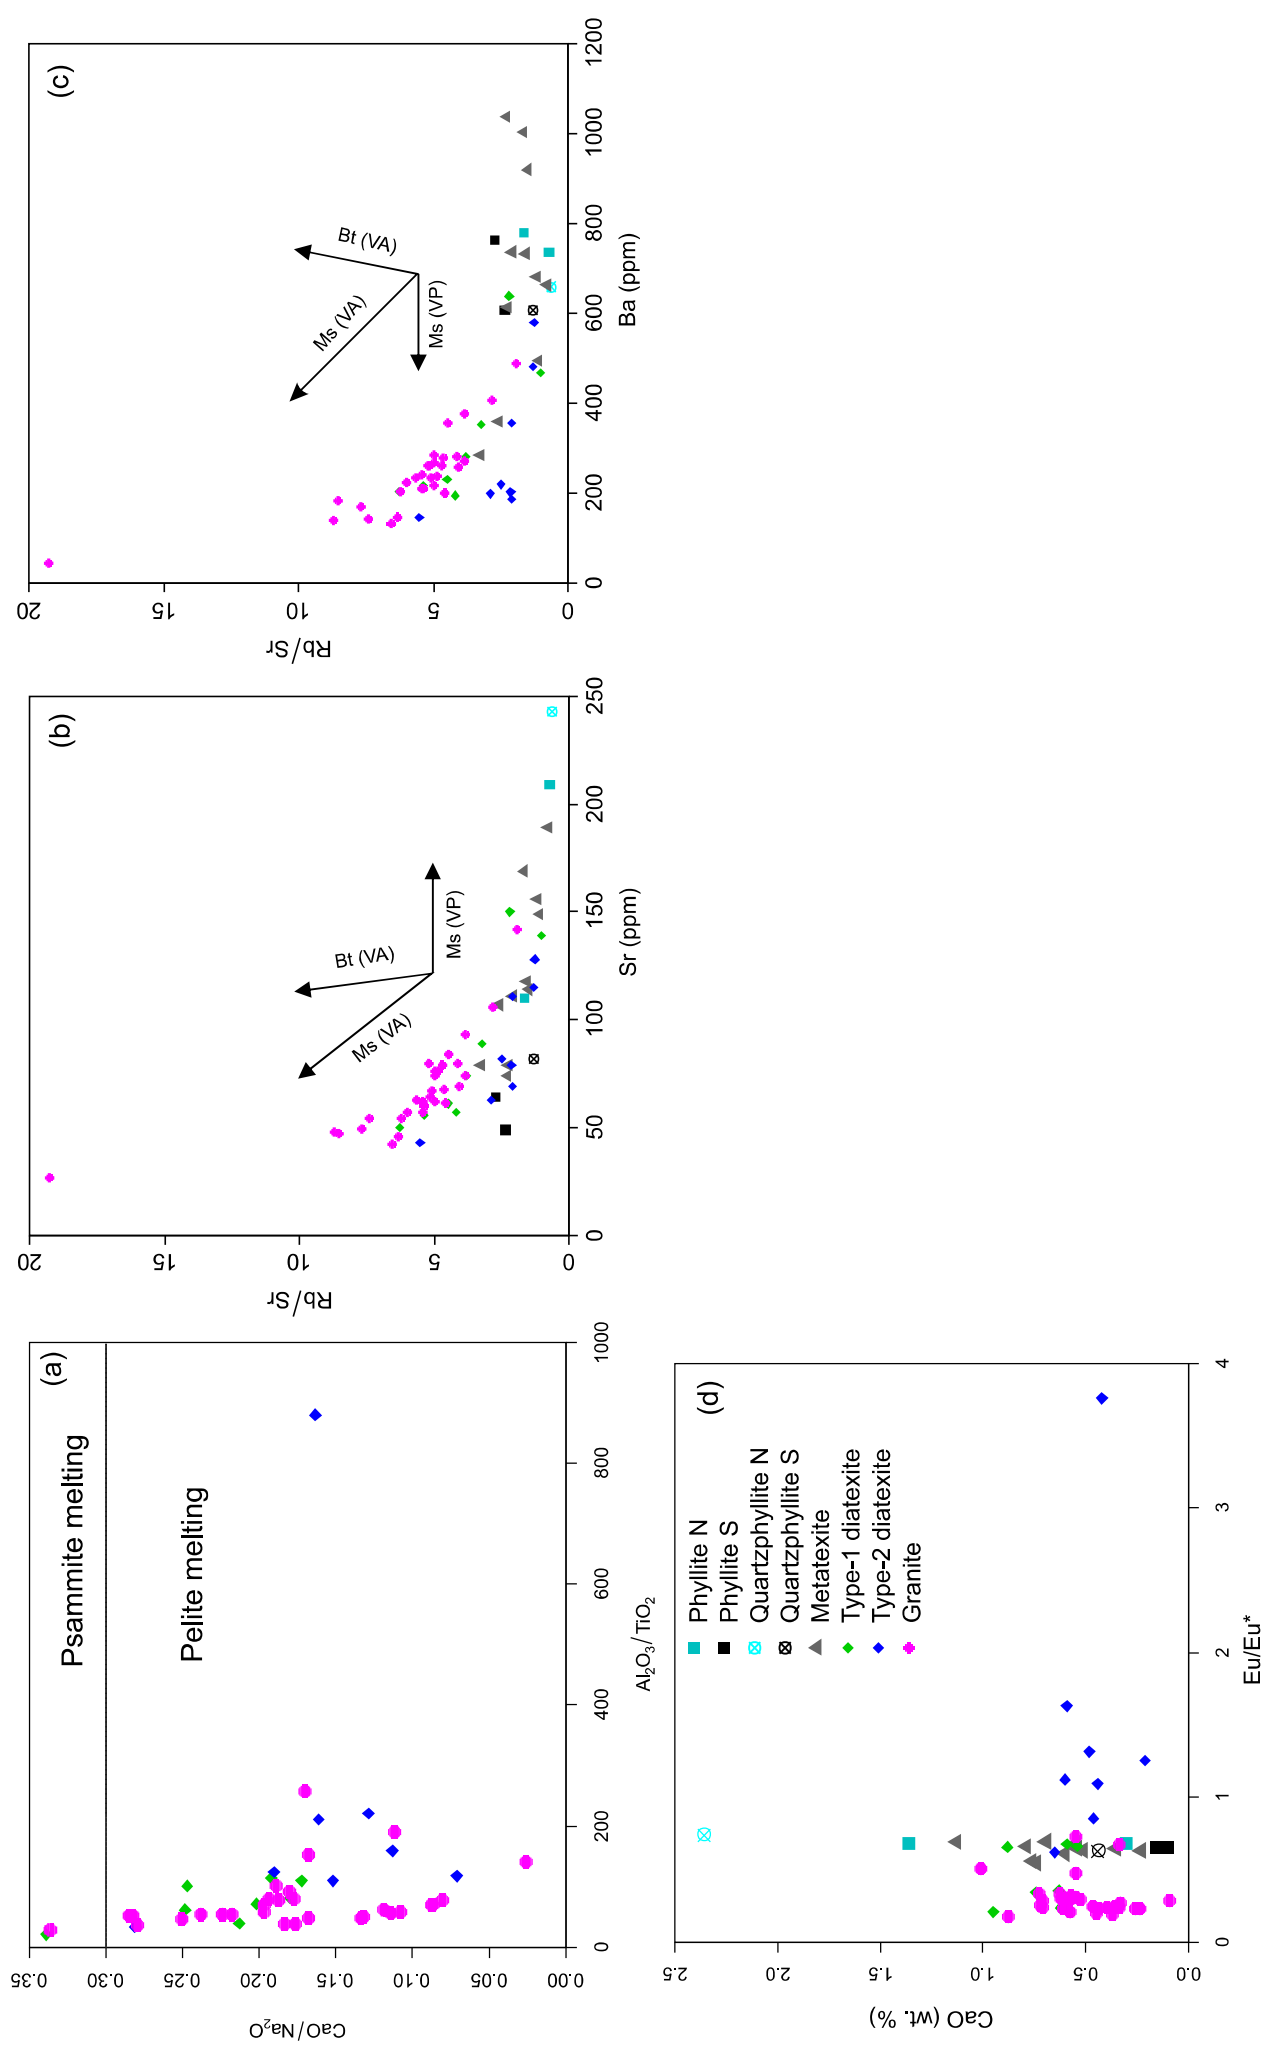 (a)
Psammite melting
Pelite melting
CaO/Na₂O
0.35
0.30
0.25
0.20
0.15
0.10
0.05
0.00
0
200
400
600
800
1000
Al₂O₃/TiO₂
(b)
Ms (VA)
Bt (VA)
Ms (VP)
Rb/Sr
20
15
10
5
0
0
50
100
150
200
250
Sr (ppm)
(c)
Ms (VA)
Bt (VA)
Ms (VP)
Rb/Sr
20
15
10
5
0
0
200
400
600
800
1000
1200
Ba (ppm)
(d)
Phyllite N
Phyllite S
Quartzphyllite N
Quartzphyllite S
Metatexite
Type-1 diatexite
Type-2 diatexite
Granite
CaO (wt. %)
2.5
2.0
1.5
1.0
0.5
0.0
0
1
2
3
4
Eu/Eu*